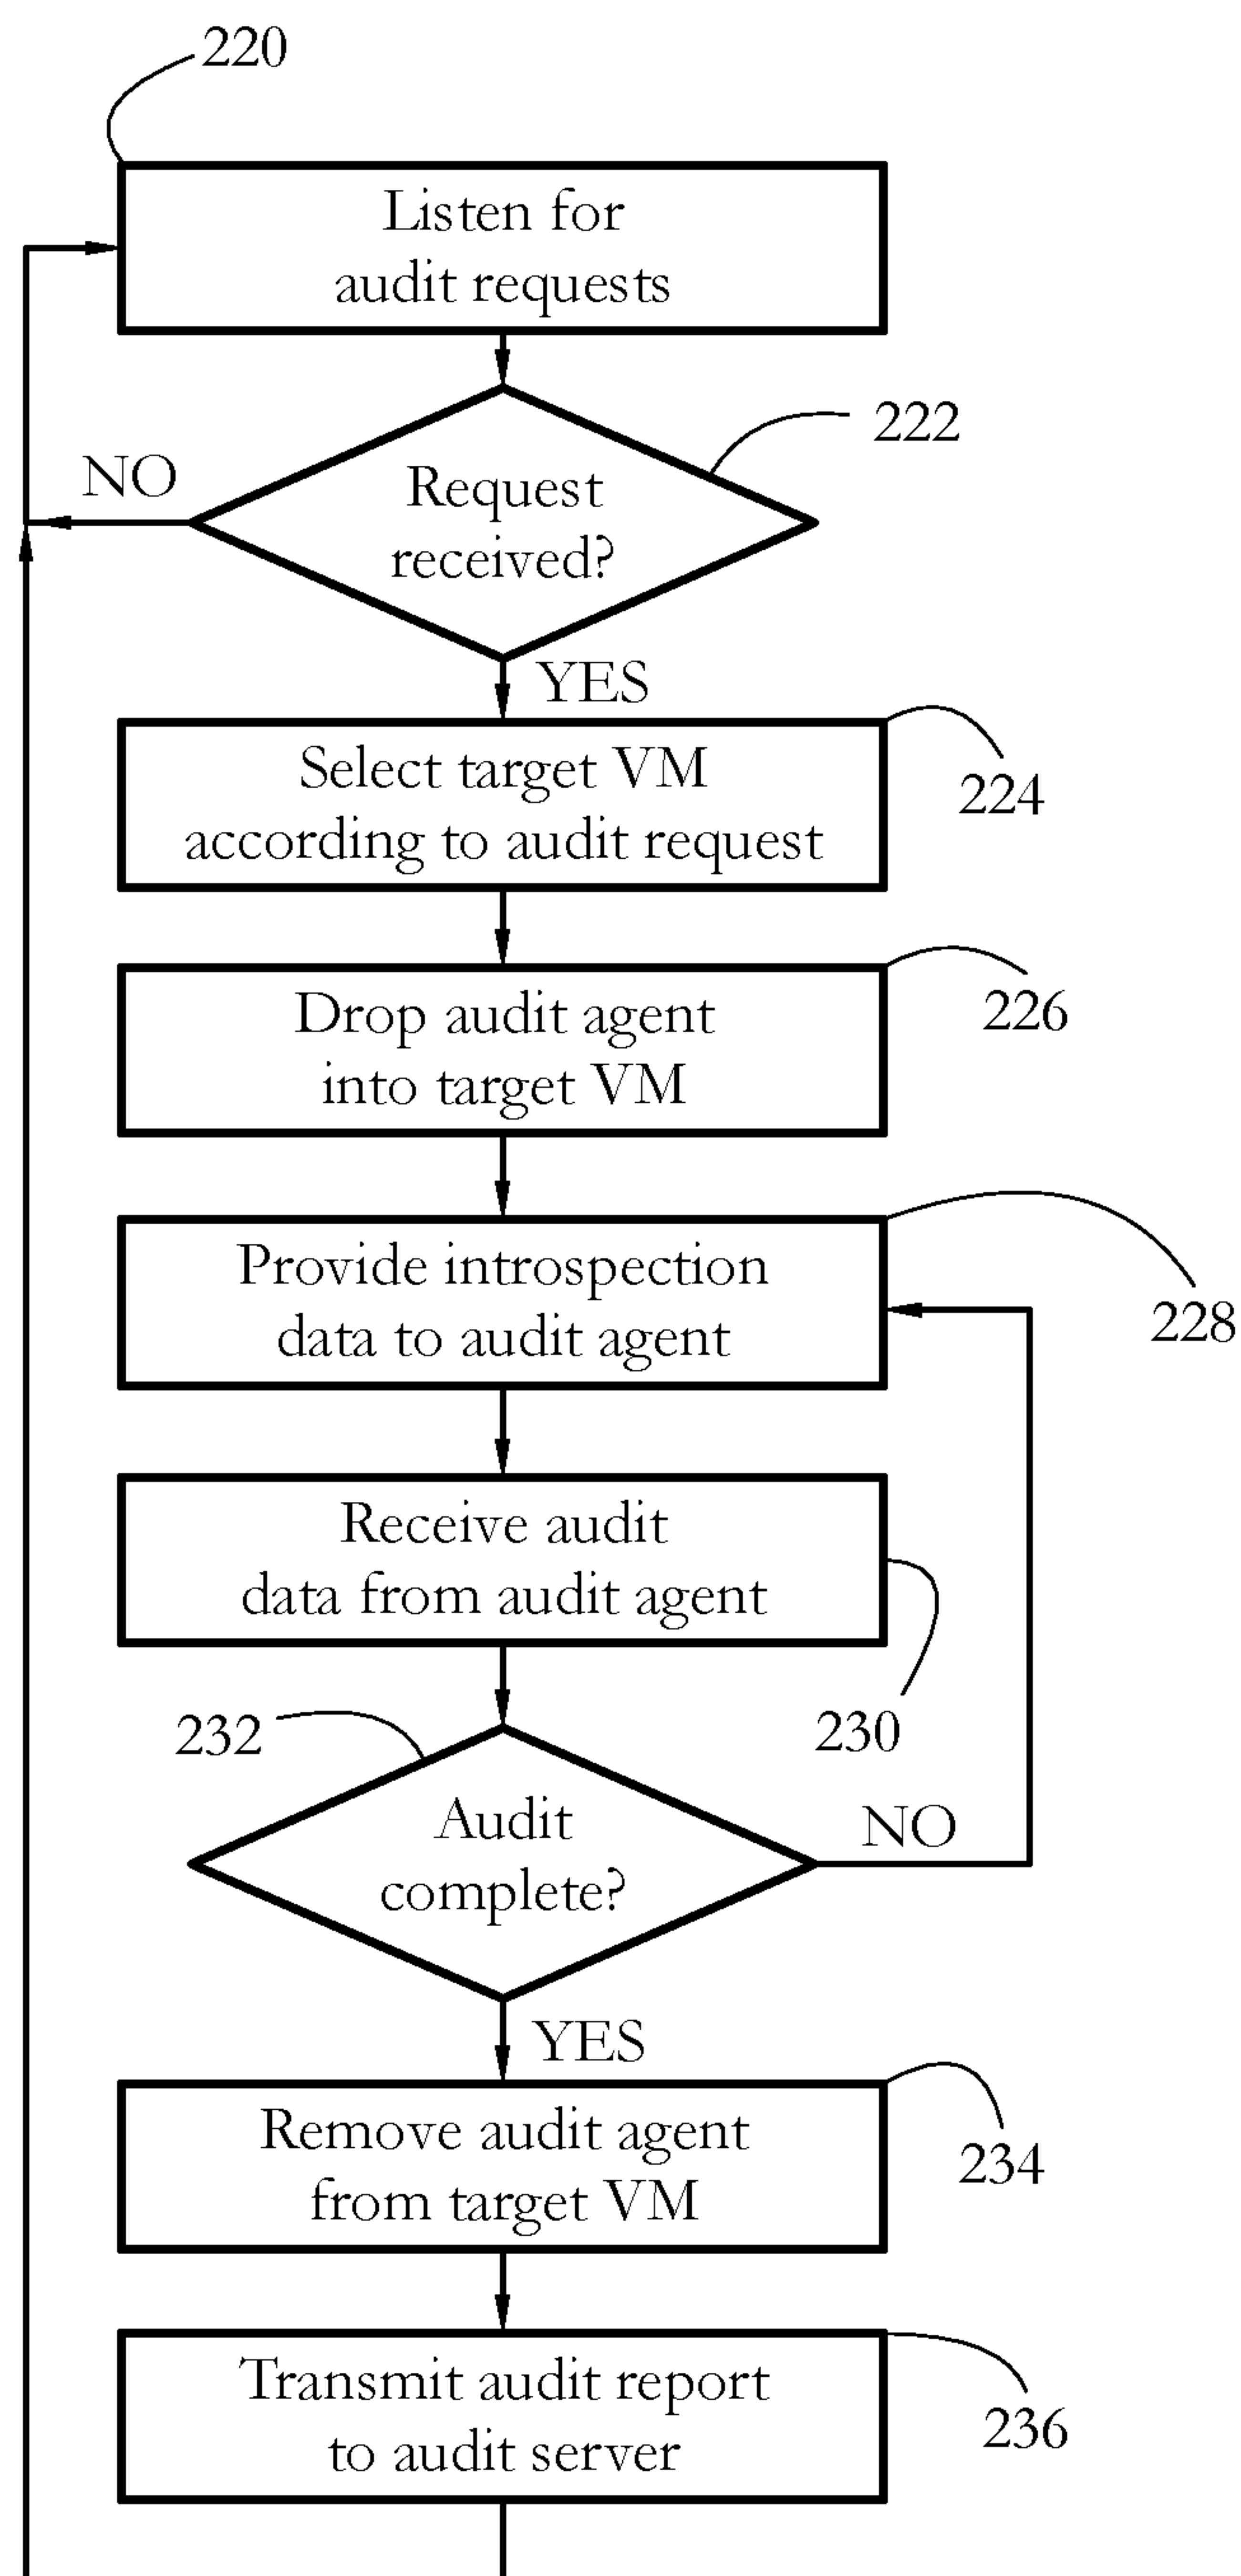 220
Listen for
audit requests
222
NO
Request
received?
YES
Select target VM
according to audit request
224
Drop audit agent
into target VM
226
Provide introspection
data to audit agent
228
Receive audit
data from audit agent
230
232
Audit
complete?
NO
YES
Remove audit agent
from target VM
234
Transmit audit report
to audit server
236